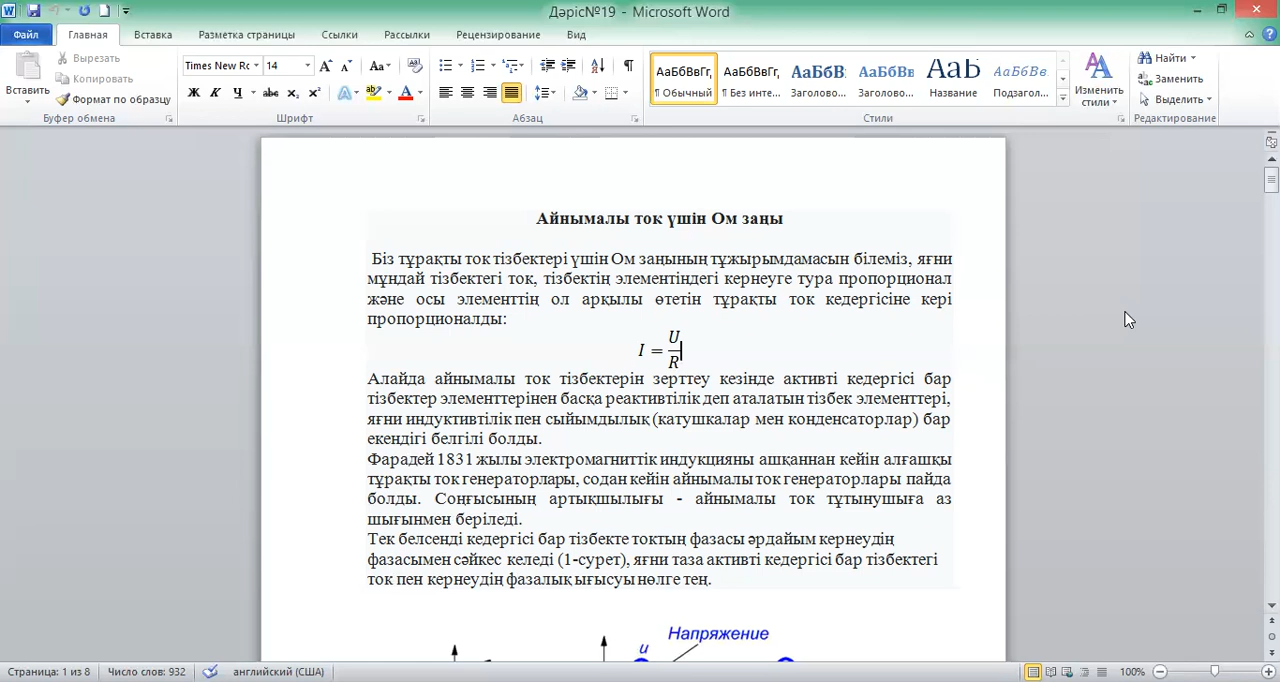 Дәріс№19 - Microsoft Word
Файл Главная Вставка Разметка страницы Ссылки Рассылки Рецензирование Вид
Вставить
Вырезать
Копировать
Формат по образцу
Буфер обмена
Times New Rc 14
Ж К Ч abc x₂ x²
Шрифт
Абзац
АаБбВвГг, АаБбВвГг, АаБбВ АаБбВв АаБ АаБбВв
¶ Обычный ¶ Без инте... Заголово... Заголово... Название Подзагол...
Изменить стили
Стили
Найти
Заменить
Выделить
Редактирование
Айнымалы ток үшін Ом заңы
Біз тұрақты ток тізбектері үшін Ом заңының тұжырымдамасын білеміз, яғни
мұндай тізбектегі ток, тізбектің элементіндегі кернеуге тура пропорционал
және осы элементтің ол арқылы өтетін тұрақты ток кедергісіне кері
пропорционалды:
I = U/R
Алайда айнымалы ток тізбектерін зерттеу кезінде активті кедергісі бар
тізбектер элементтерінен басқа реактивтілік деп аталатын тізбек элементтері,
яғни индуктивтілік пен сыйымдылық (катушкалар мен конденсаторлар) бар
екендігі белгілі болды.
Фарадей 1831 жылы электромагниттік индукцияны ашқаннан кейін алғашқы
тұрақты ток генераторлары, содан кейін айнымалы ток генераторлары пайда
болды. Соңғысының артықшылығы - айнымалы ток тұтынушыға аз
шығынмен беріледі.
Тек белсенді кедергісі бар тізбекте токтың фазасы әрдайым кернеудің
фазасымен сәйкес келеді (1-сурет), яғни таза активті кедергісі бар тізбектегі
ток пен кернеудің фазалық ығысуы нөлге тең.
Напряжение
u
Страница: 1 из 8 Число слов: 932 английский (США) 100%